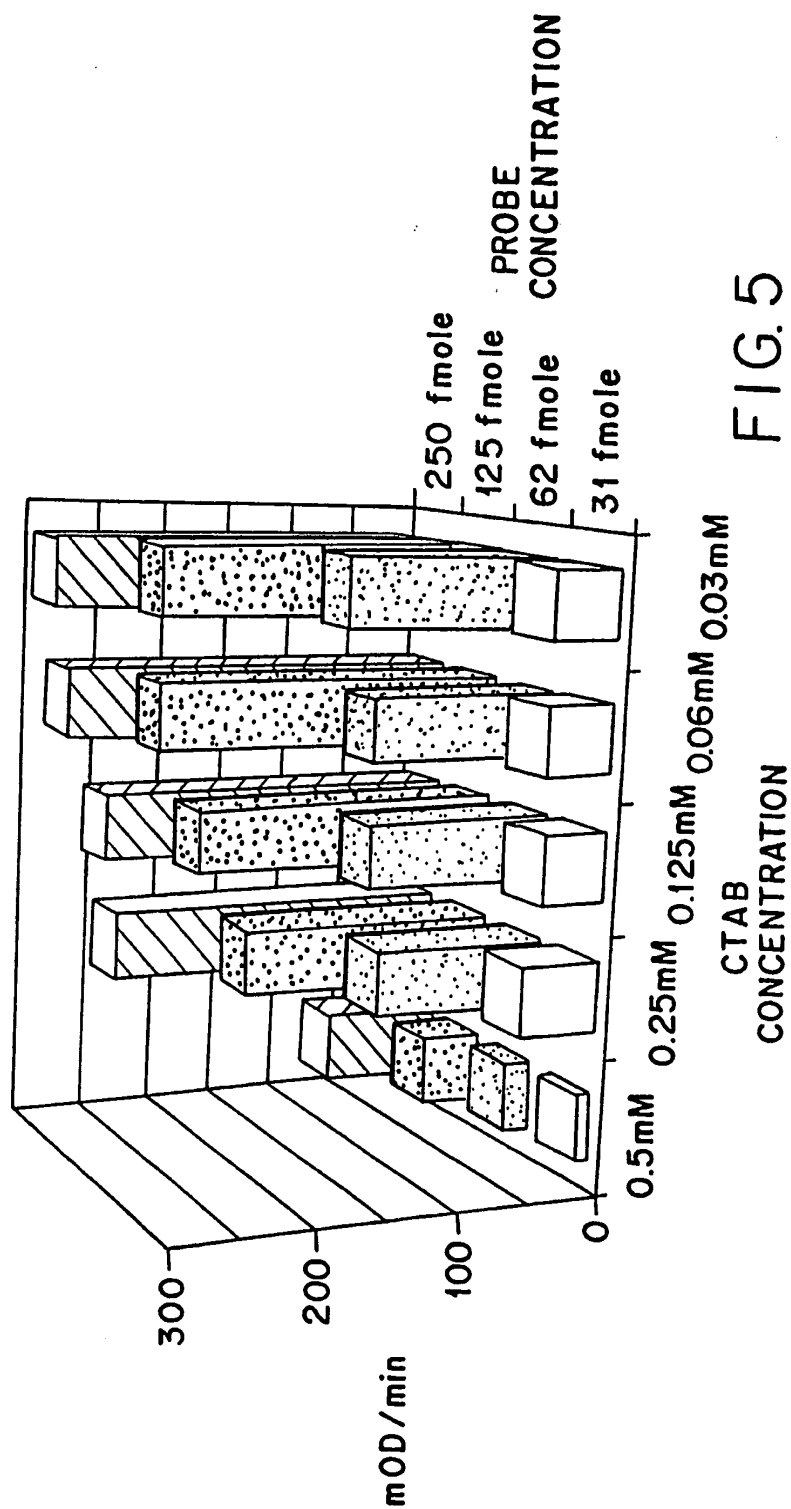 300
200
100
0
mOD/min
0.5mM
0.25mM
0.125mM
0.06mM
0.03mM
CTAB
CONCENTRATION
250 fmole
125 fmole
62 fmole
31 fmole
PROBE
CONCENTRATION
FIG. 5